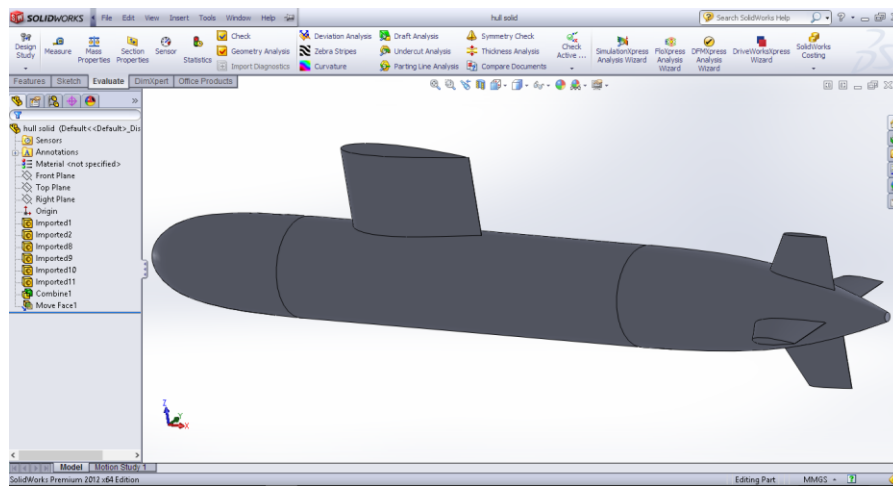 SOLIDWORKS File Edit View Insert Tools Window Help hull solid Search SolidWorks Help
Design Study
Measure
Mass Properties
Section Properties
Sensor
Statistics
Check
Geometry Analysis
Import Diagnostics
Deviation Analysis
Zebra Stripes
Curvature
Draft Analysis
Undercut Analysis
Parting Line Analysis
Symmetry Check
Thickness Analysis
Compare Documents
Check Active ...
SimulationXpress Analysis Wizard
FloXpress Analysis Wizard
DFMXpress Analysis Wizard
DriveWorksXpress Wizard
SolidWorks Costing
Features Sketch Evaluate DimXpert Office Products
hull solid (Default<<Default>_Dis
Sensors
Annotations
Material <not specified>
Front Plane
Top Plane
Right Plane
Origin
Imported1
Imported2
Imported8
Imported9
Imported10
Imported11
Combine1
Move Face1
Z
Y
X
Model Motion Study 1
SolidWorks Premium 2012 x64 Edition Editing Part MMGS